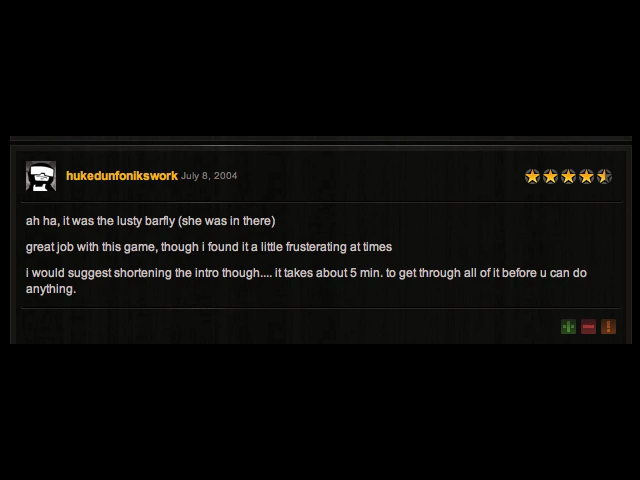 hukedunfonikswork July 8, 2004
ah ha, it was the lusty barfly (she was in there)
great job with this game, though i found it a little frusterating at times
i would suggest shortening the intro though.... it takes about 5 min. to get through all of it before u can do
anything.